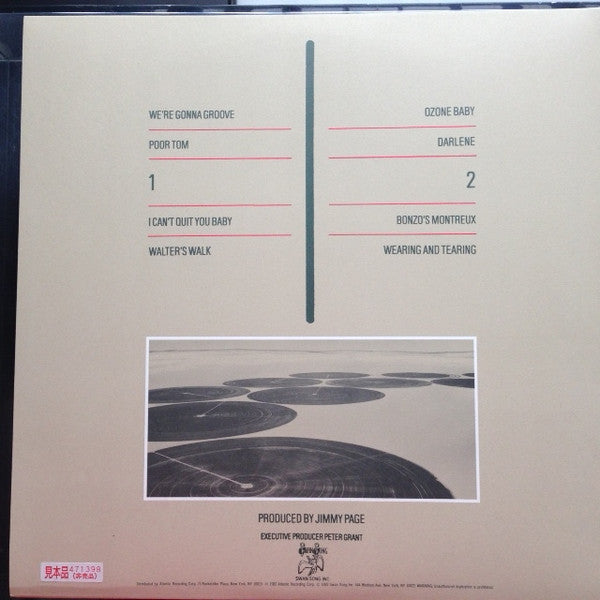 WE'RE GONNA GROOVE
POOR TOM
1
I CAN'T QUIT YOU BABY
WALTER'S WALK
OZONE BABY
DARLENE
2
BONZO'S MONTREUX
WEARING AND TEARING
PRODUCED BY JIMMY PAGE
EXECUTIVE PRODUCER PETER GRANT
SWAN SONG
SWAN SONG INC.
見本品 471398
(非売品)